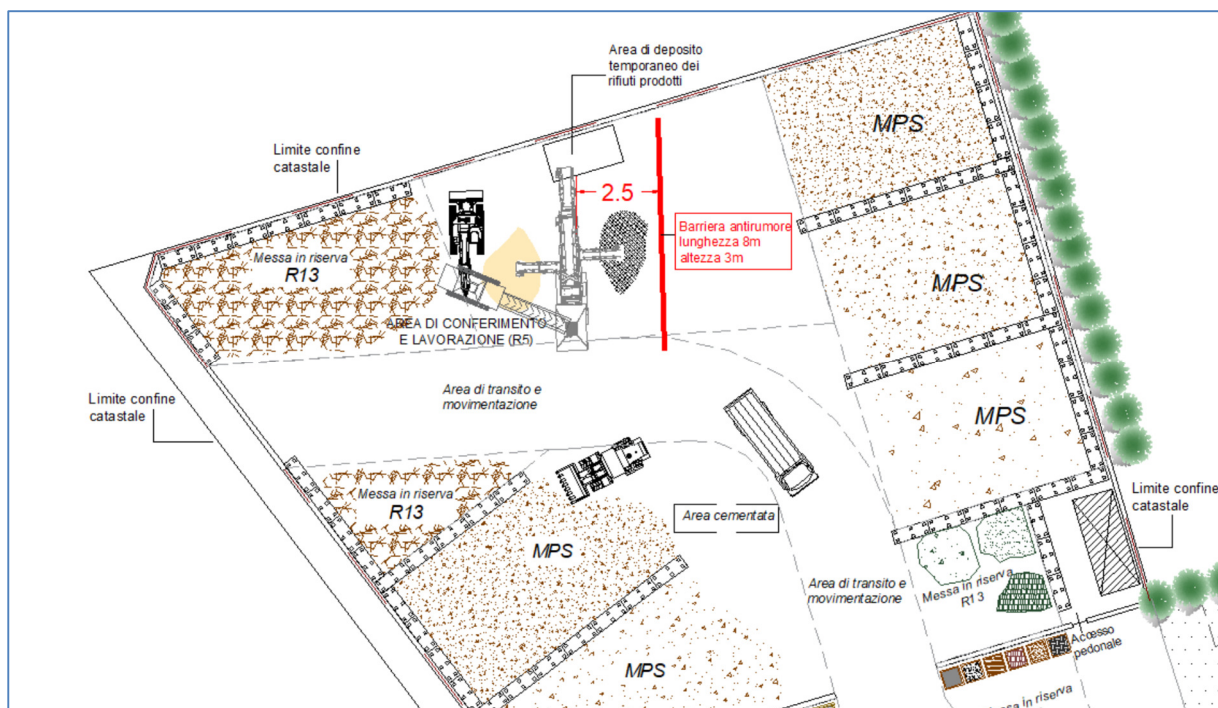 Area di deposito
temporaneo dei
rifiuti prodotti
Limite confine
catastale
MPS
2.5
Barriera antirumore
lunghezza 8m
altezza 3m
Messa in riserva
R13
MPS
AREA DI CONFERIMENTO
E LAVORAZIONE (R5)
Limite confine
catastale
Area di transito e
movimentazione
MPS
Messa in riserva
R13
Area cementata
Limite confine
catastale
MPS
Area di transito e
movimentazione
Messa in riserva
R13
Accesso
pedonale
MPS
in riserva